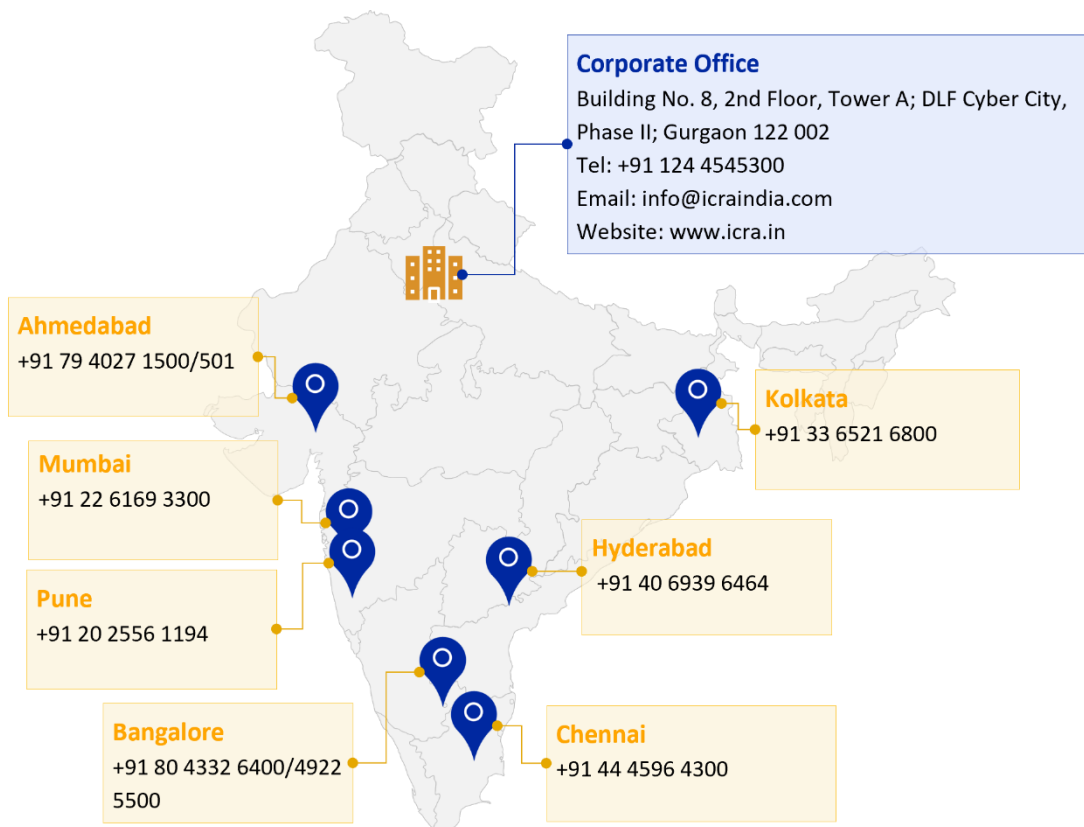 Corporate Office
Building No. 8, 2nd Floor, Tower A; DLF Cyber City,
Phase II; Gurgaon 122 002
Tel: +91 124 4545300
Email: info@icraindia.com
Website: www.icra.in
Ahmedabad
+91 79 4027 1500/501
Kolkata
+91 33 6521 6800
Mumbai
+91 22 6169 3300
Hyderabad
+91 40 6939 6464
Pune
+91 20 2556 1194
Bangalore
+91 80 4332 6400/4922
5500
Chennai
+91 44 4596 4300